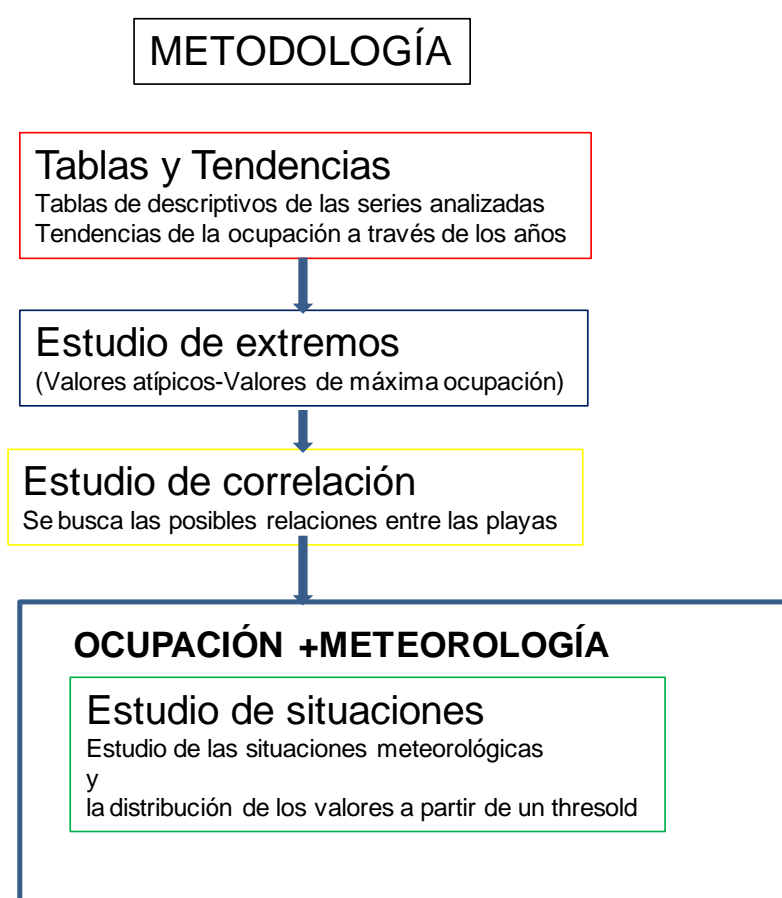 METODOLOGÍA
Tablas y Tendencias
Tablas de descriptivos de las series analizadas
Tendencias de la ocupación a través de los años
Estudio de extremos
(Valores atípicos-Valores de máxima ocupación)
Estudio de correlación
Se busca las posibles relaciones entre las playas
OCUPACIÓN +METEOROLOGÍA
Estudio de situaciones
Estudio de las situaciones meteorológicas
y
la distribución de los valores a partir de un thresold